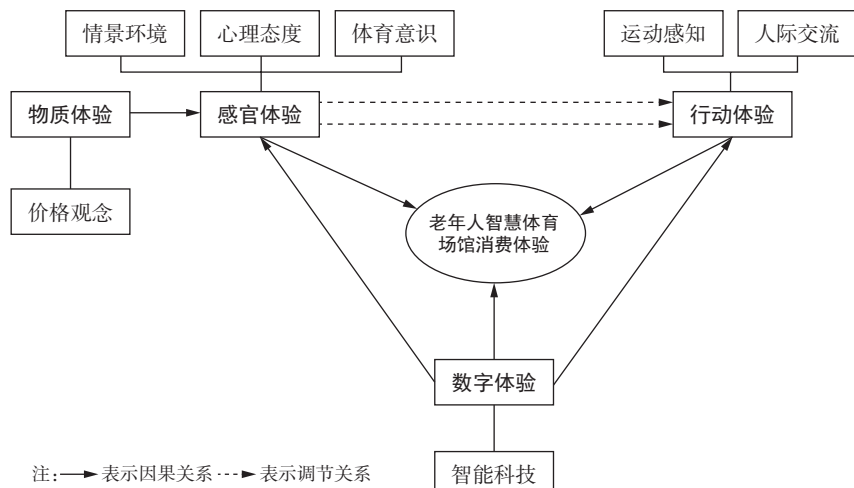 情景环境
心理态度
体育意识
运动感知
人际交流
物质体验
感官体验
行动体验
价格观念
老年人智慧体育
场馆消费体验
数字体验
智能科技
注: 表示因果关系 表示调节关系